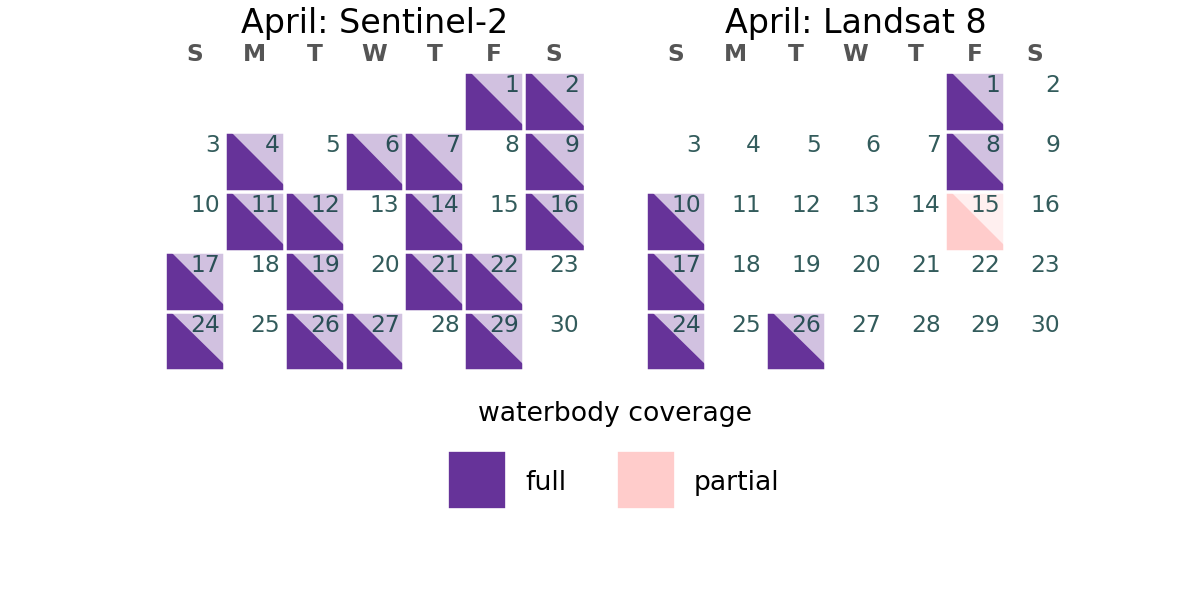 April: Sentinel-2
S M T W T F S
1 2
3 4 5 6 7 8 9
10 11 12 13 14 15 16
17 18 19 20 21 22 23
24 25 26 27 28 29 30
April: Landsat 8
S M T W T F S
1 2
3 4 5 6 7 8 9
10 11 12 13 14 15 16
17 18 19 20 21 22 23
24 25 26 27 28 29 30
waterbody coverage
full
partial